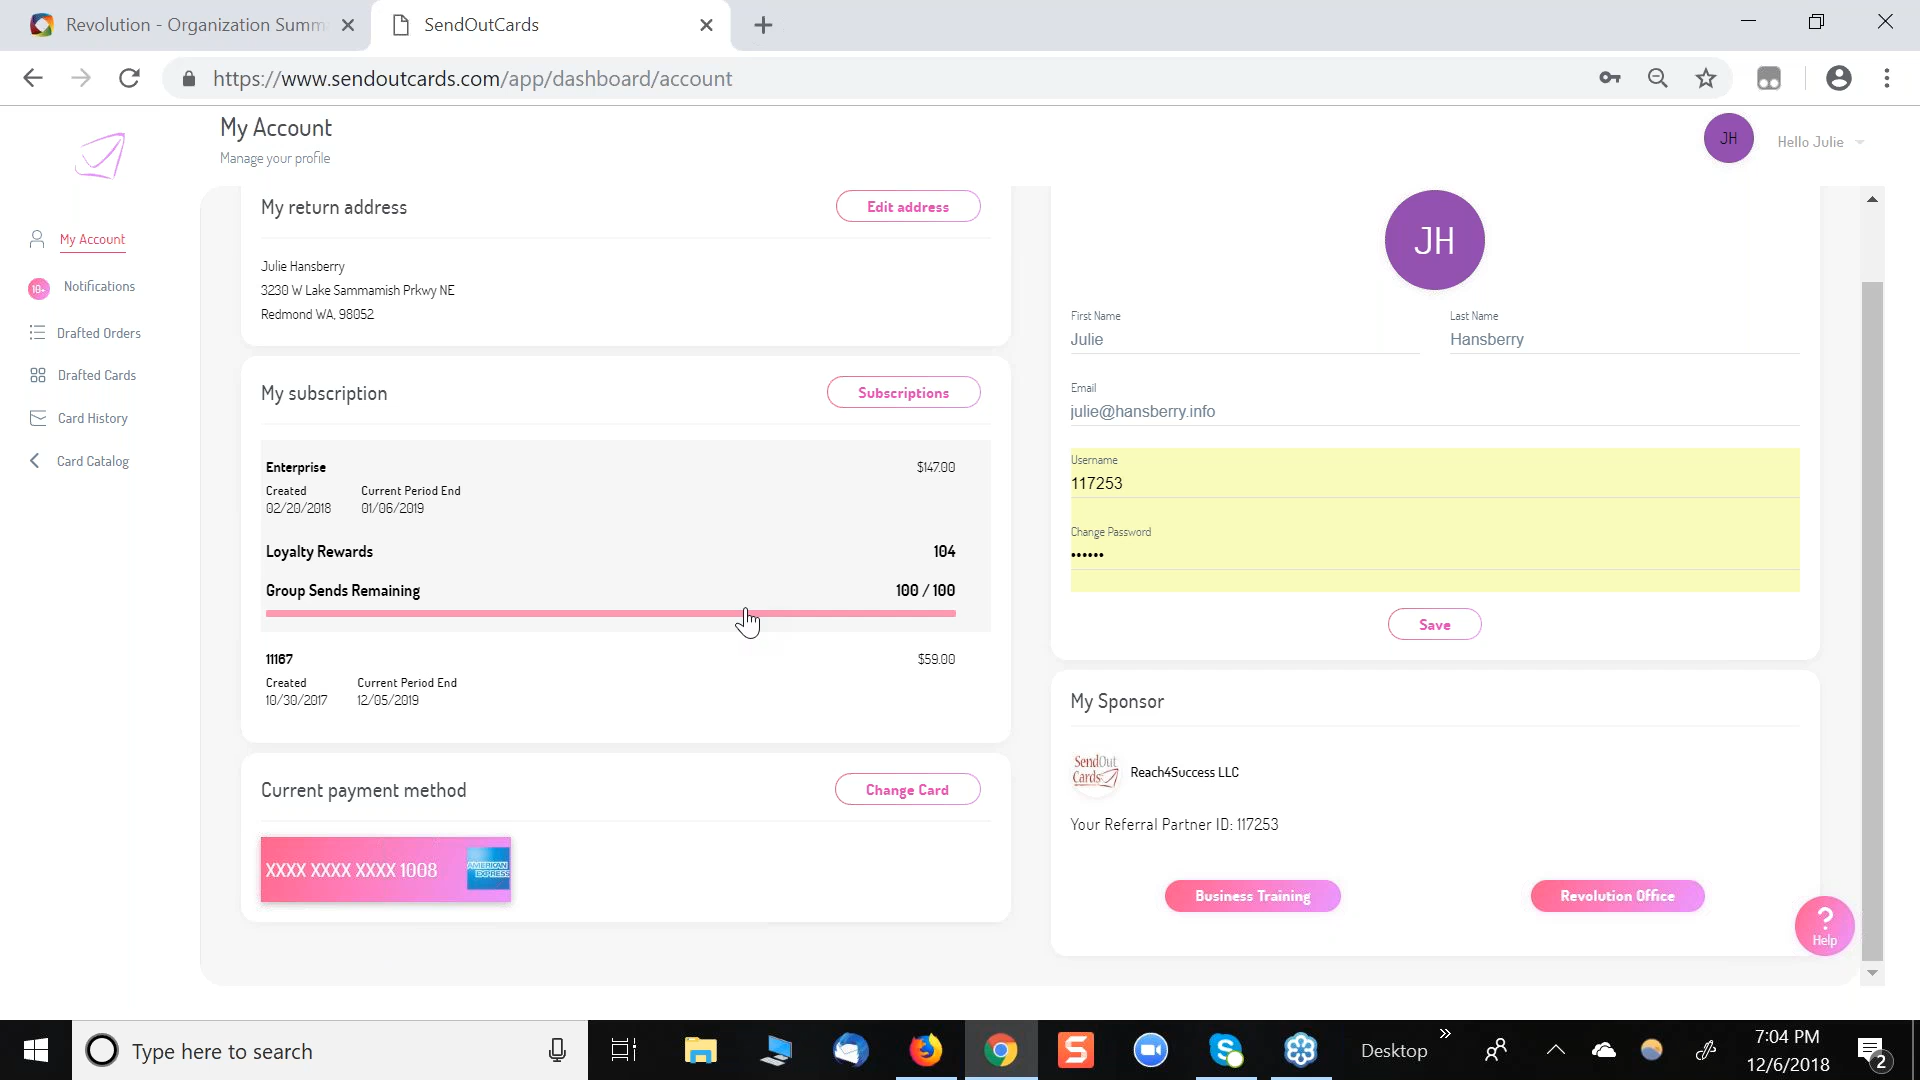 Revolution - Organization Summ
SendOutCards
https://www.sendoutcards.com/app/dashboard/account
My Account
Manage your profile
JH
Hello Julie
My Account
10+
Notifications
Drafted Orders
Drafted Cards
Card History
Card Catalog
My return address
Edit address
Julie Hansberry
3230 W Lake Sammamish Prkwy NE
Redmond WA, 98052
My subscription
Subscriptions
Enterprise
$147.00
Created
Current Period End
02/20/2018
01/06/2019
Loyalty Rewards
104
Group Sends Remaining
100 / 100
11167
$59.00
Created
Current Period End
10/30/2017
12/05/2019
Current payment method
Change Card
XXXX XXXX XXXX 1008
AMERICAN
EXPRESS
JH
First Name
Last Name
Julie
Hansberry
Email
julie@hansberry.info
Username
117253
Change Password
••••••
Save
My Sponsor
SendOut
Cards
Reach4Success LLC
Your Referral Partner ID: 117253
Business Training
Revolution Office
?
Help
Type here to search
S
S
Desktop
7:04 PM
12/6/2018
2